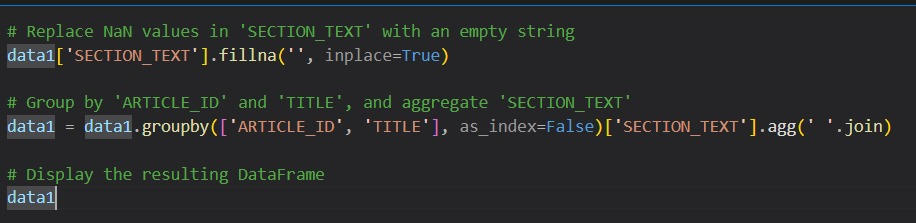 # Replace NaN values in 'SECTION_TEXT' with an empty string
data1['SECTION_TEXT'].fillna('', inplace=True)
# Group by 'ARTICLE_ID' and 'TITLE', and aggregate 'SECTION_TEXT'
data1 = data1.groupby(['ARTICLE_ID', 'TITLE'], as_index=False)['SECTION_TEXT'].agg(' '.join)
# Display the resulting DataFrame
data1